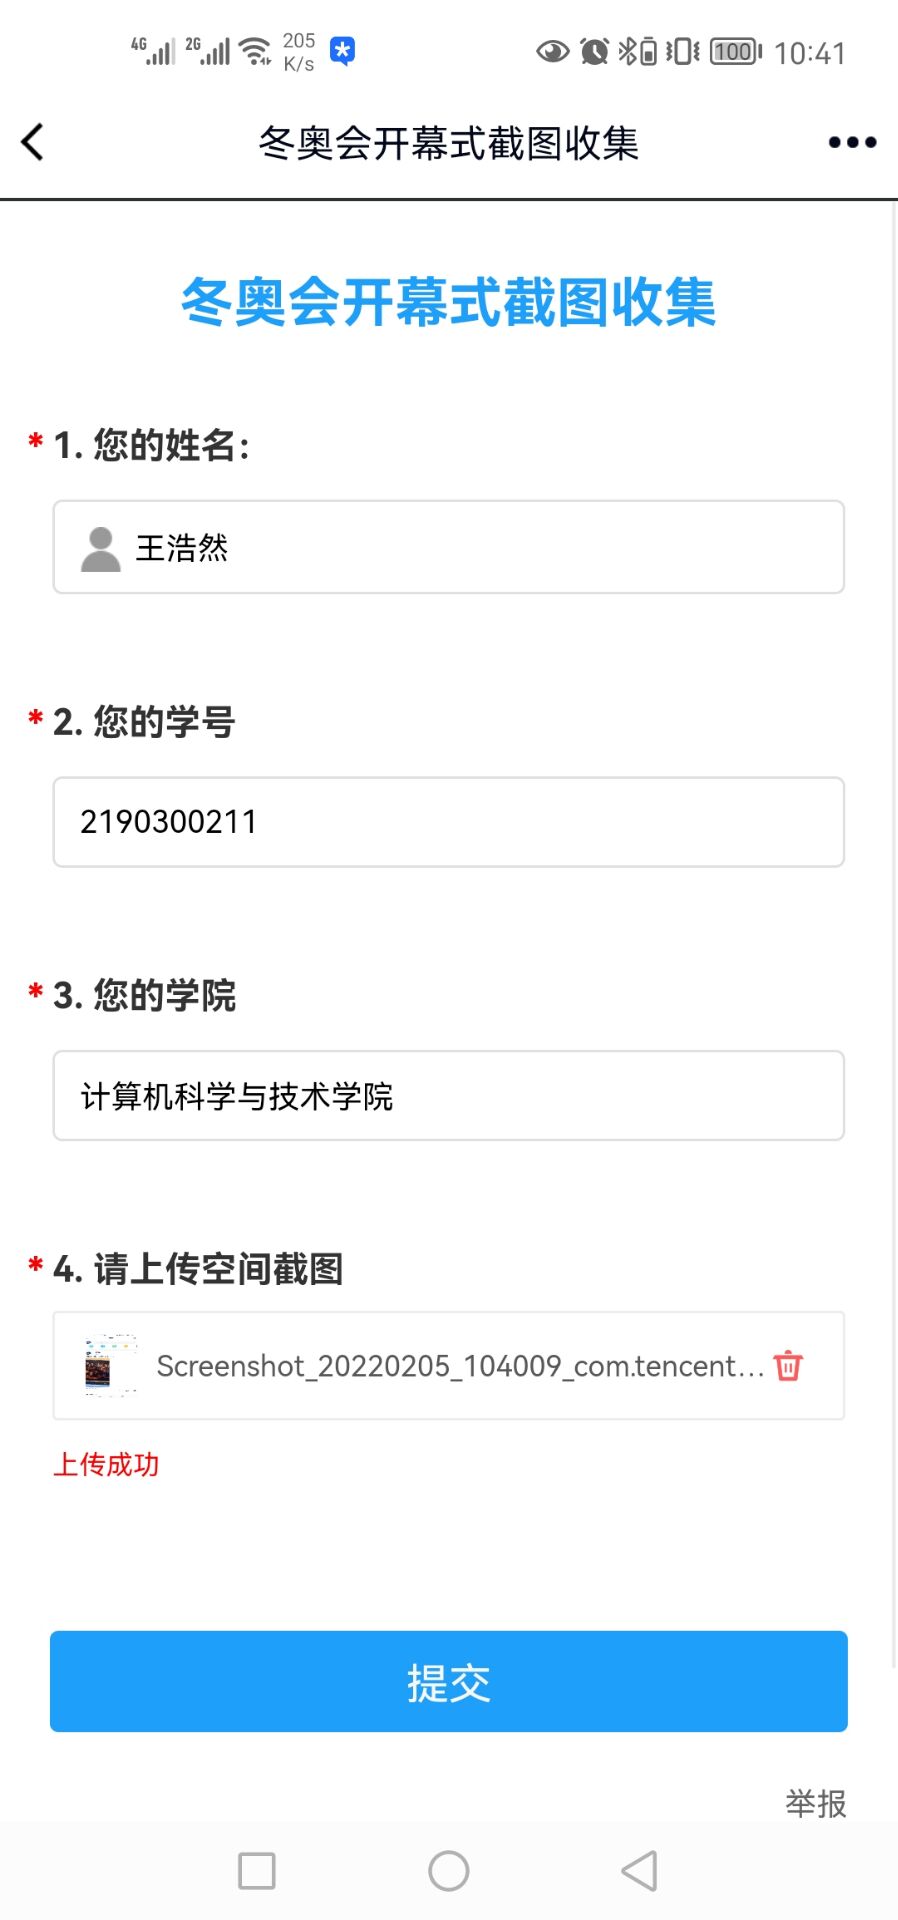 4G 2G 205 K/s 100 10:41
冬奥会开幕式截图收集
冬奥会开幕式截图收集
* 1. 您的姓名:
王浩然
* 2. 您的学号
2190300211
* 3. 您的学院
计算机科学与技术学院
* 4. 请上传空间截图
Screenshot_20220205_104009_com.tencent...
上传成功
提交
举报